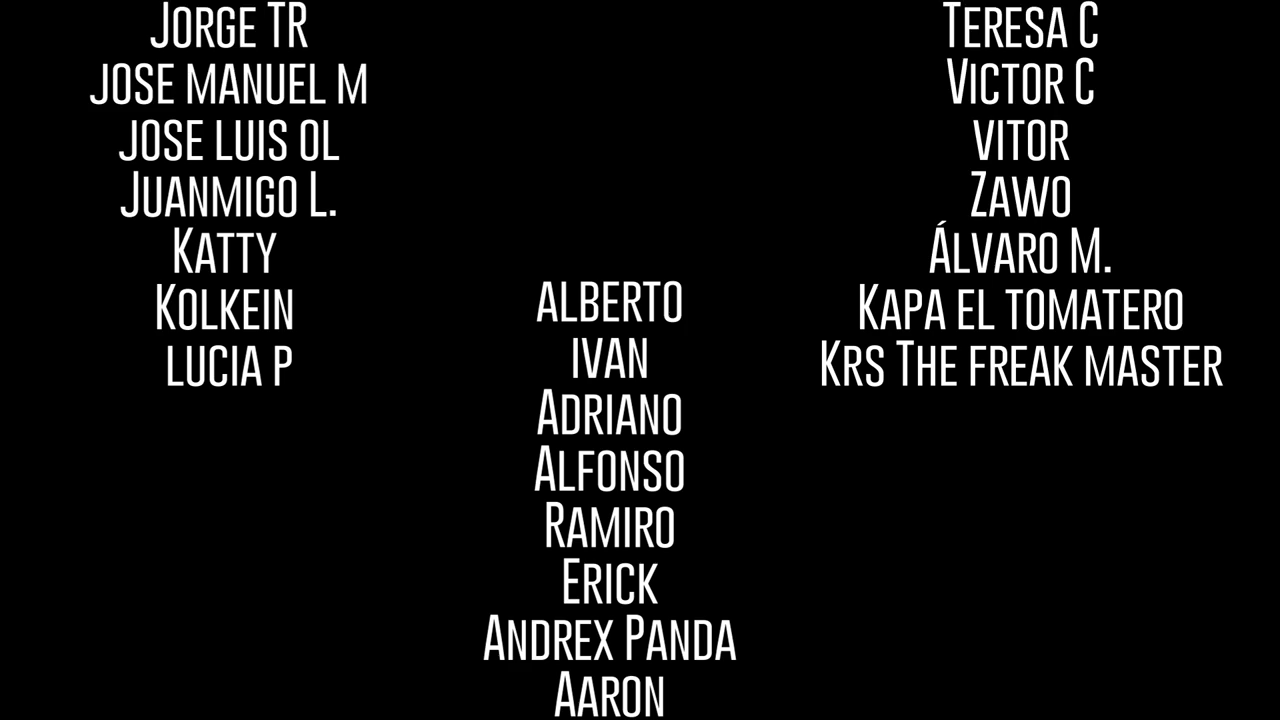 Jorge TR
jose manuel m
jose luis ol
Juanmigo L.
Katty
Kolkein
lucia p
alberto
ivan
Adriano
Alfonso
Ramiro
Erick
Andrex Panda
Aaron
Teresa C
Victor C
vitor
Zawo
Álvaro M.
Kapa el tomatero
Krs The freak master